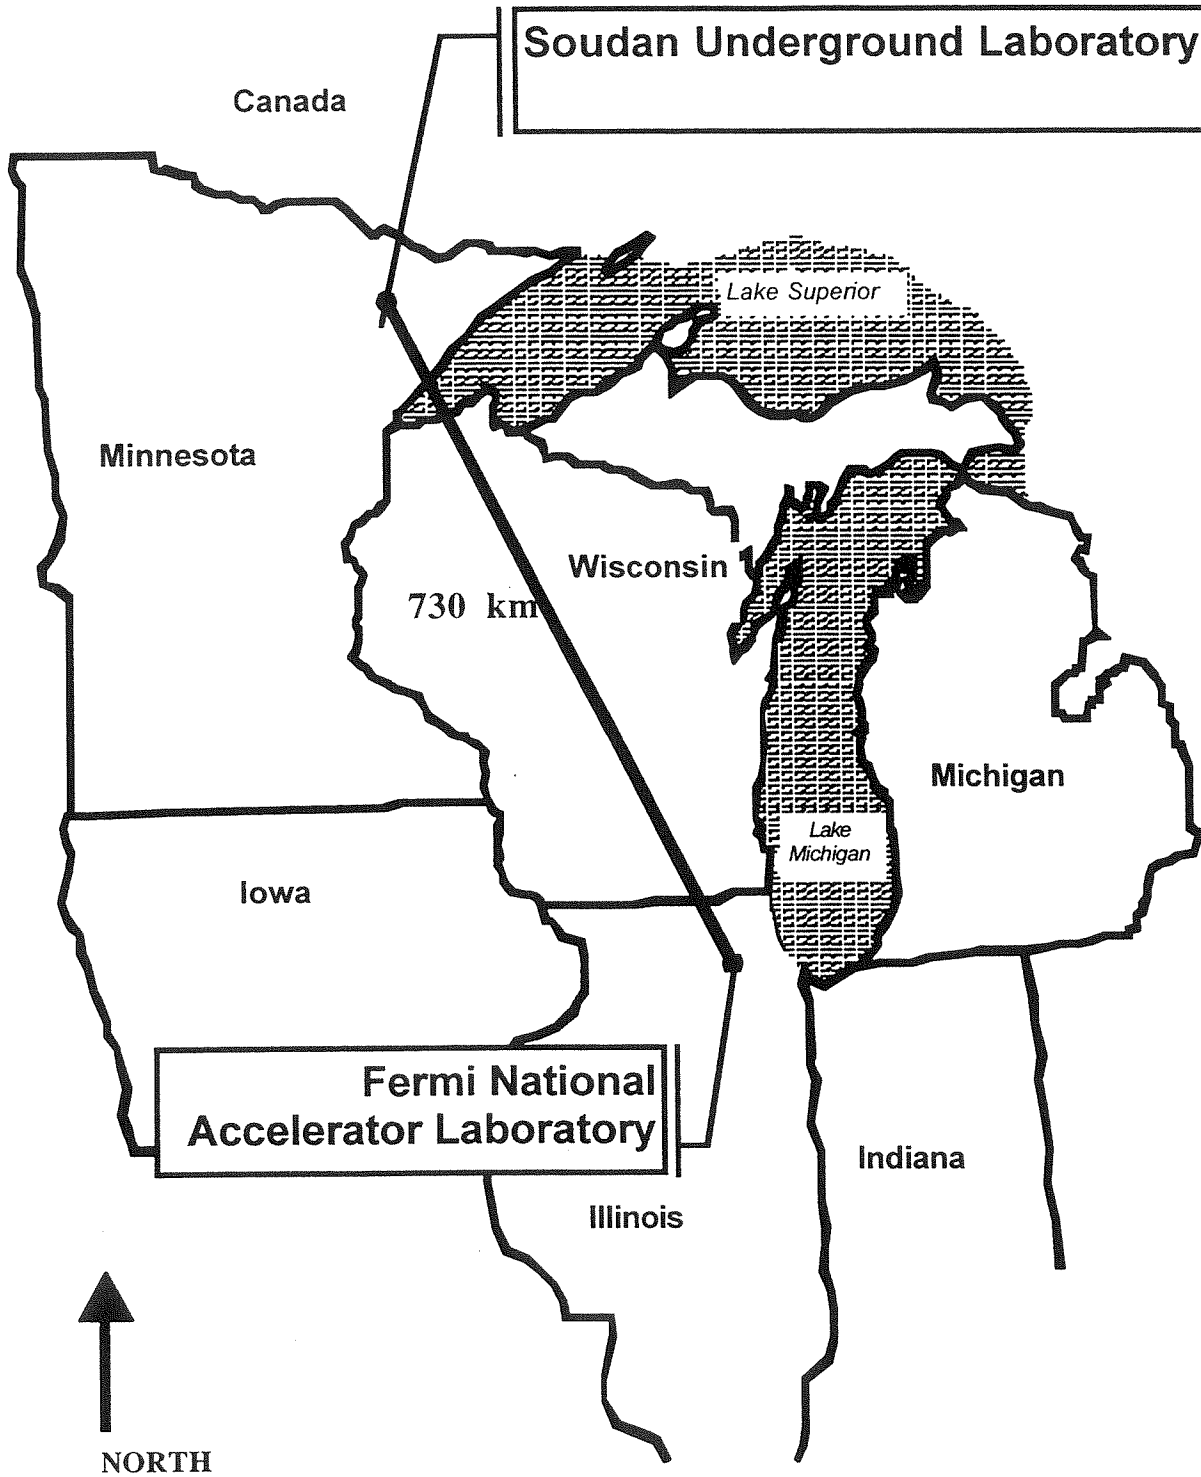 Soudan Underground Laboratory
Canada
Lake Superior
Minnesota
Wisconsin
730 km
Michigan
Lake
Michigan
Iowa
Fermi National
Accelerator Laboratory
Indiana
Illinois
NORTH